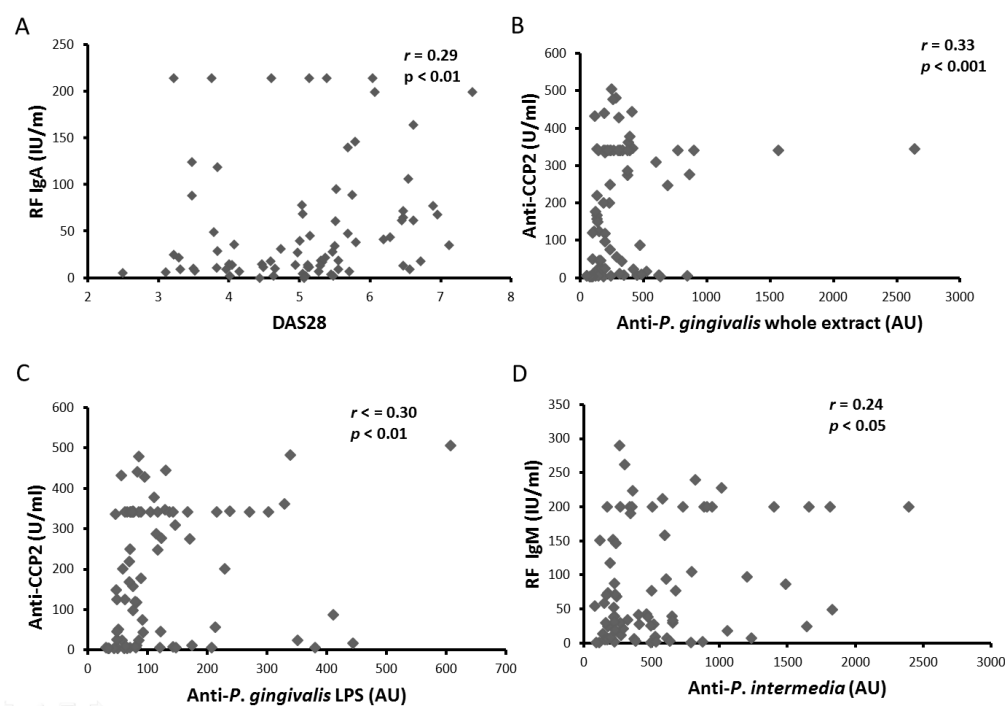 A
r = 0.29
p < 0.01
RF IgA (IU/m)
250
200
150
100
50
0
2 3 4 5 6 7 8
DAS28
B
r = 0.33
p < 0.001
Anti-CCP2 (U/ml)
600
500
400
300
200
100
0
0 500 1000 1500 2000 2500 3000
Anti-P. gingivalis whole extract (AU)
C
r < = 0.30
p < 0.01
Anti-CCP2 (U/ml)
600
500
400
300
200
100
0
0 100 200 300 400 500 600 700
Anti-P. gingivalis LPS (AU)
D
r = 0.24
p < 0.05
RF IgM (IU/ml)
350
300
250
200
150
100
50
0
0 500 1000 1500 2000 2500 3000
Anti-P. intermedia (AU)